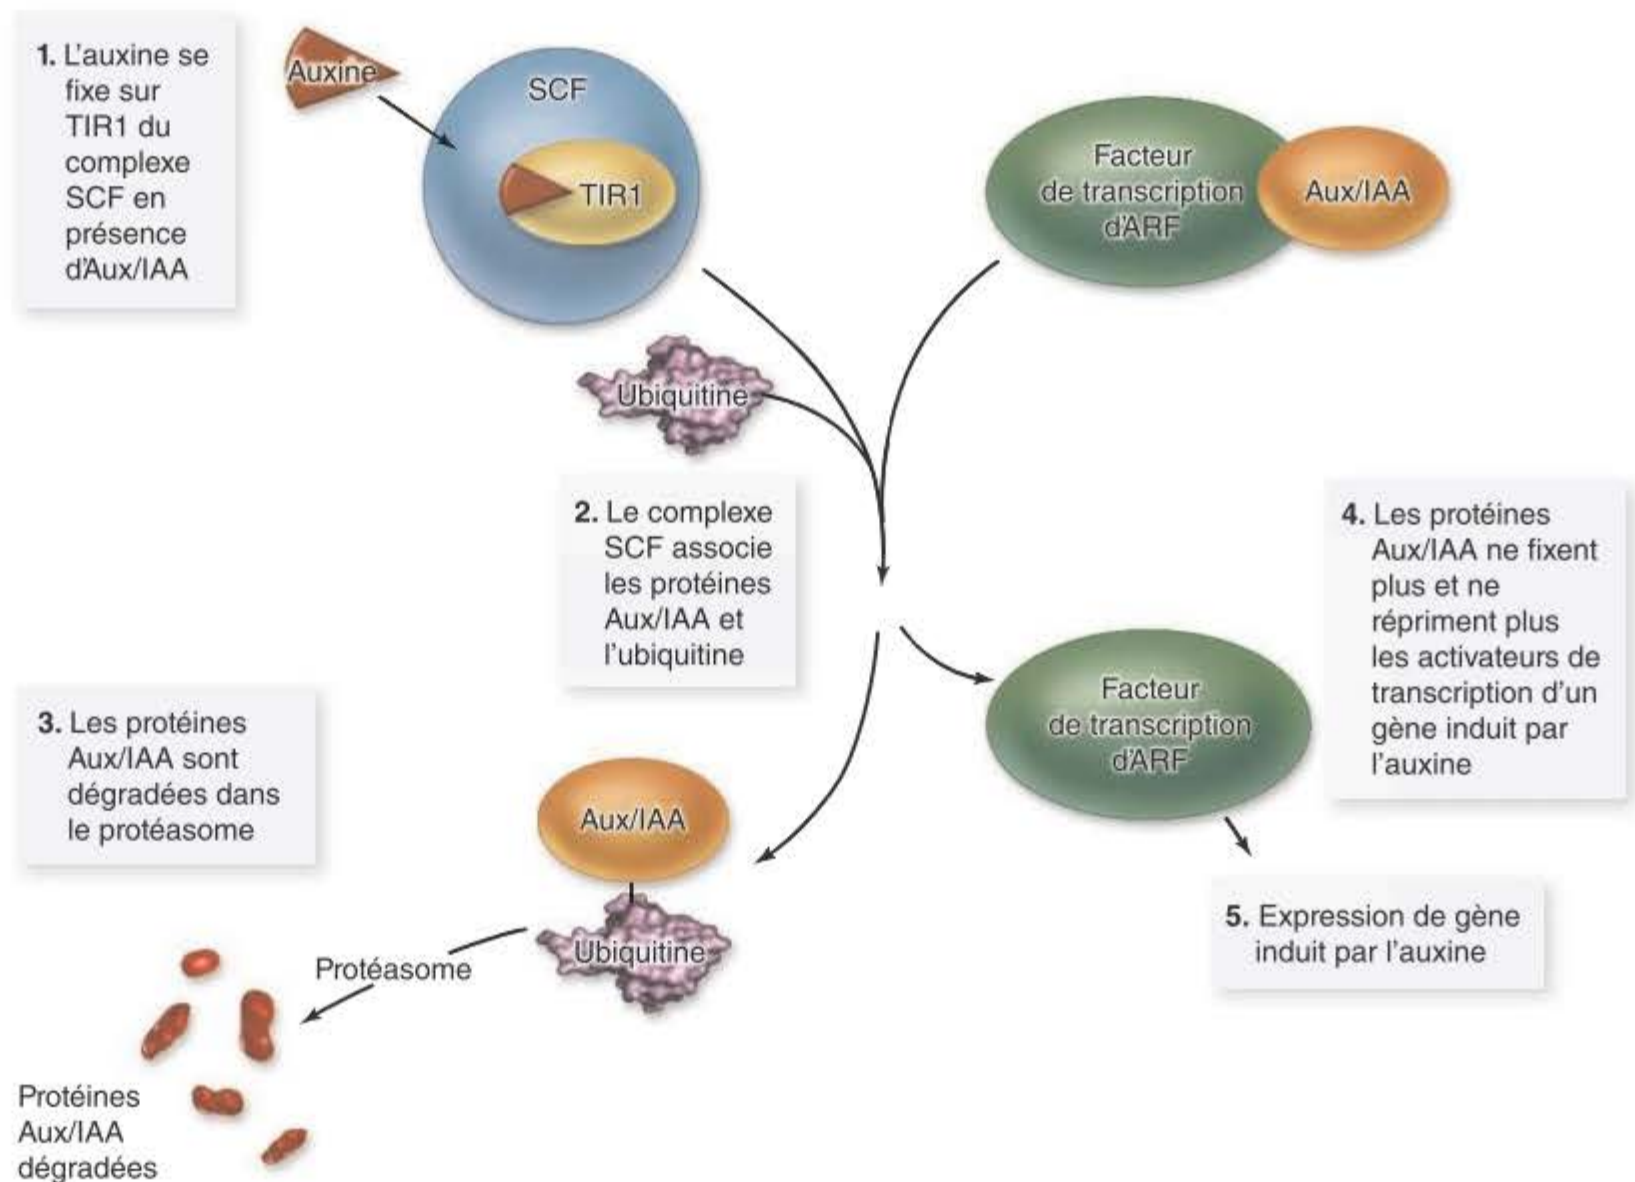 1. L'auxine se
fixe sur
TIR1 du
complexe
SCF en
présence
d'Aux/IAA
Auxine
SCF
TIR1
Facteur
de transcription
d'ARF
Aux/IAA
Ubiquitine
2. Le complexe
SCF associe
les protéines
Aux/IAA et
l'ubiquitine
4. Les protéines
Aux/IAA ne fixent
plus et ne
répriment plus
les activateurs de
transcription d'un
gène induit par
l'auxine
Facteur
de transcription
d'ARF
3. Les protéines
Aux/IAA sont
dégradées dans
le protéasome
Aux/IAA
Ubiquitine
5. Expression de gène
induit par l'auxine
Protéasome
Protéines
Aux/IAA
dégradées